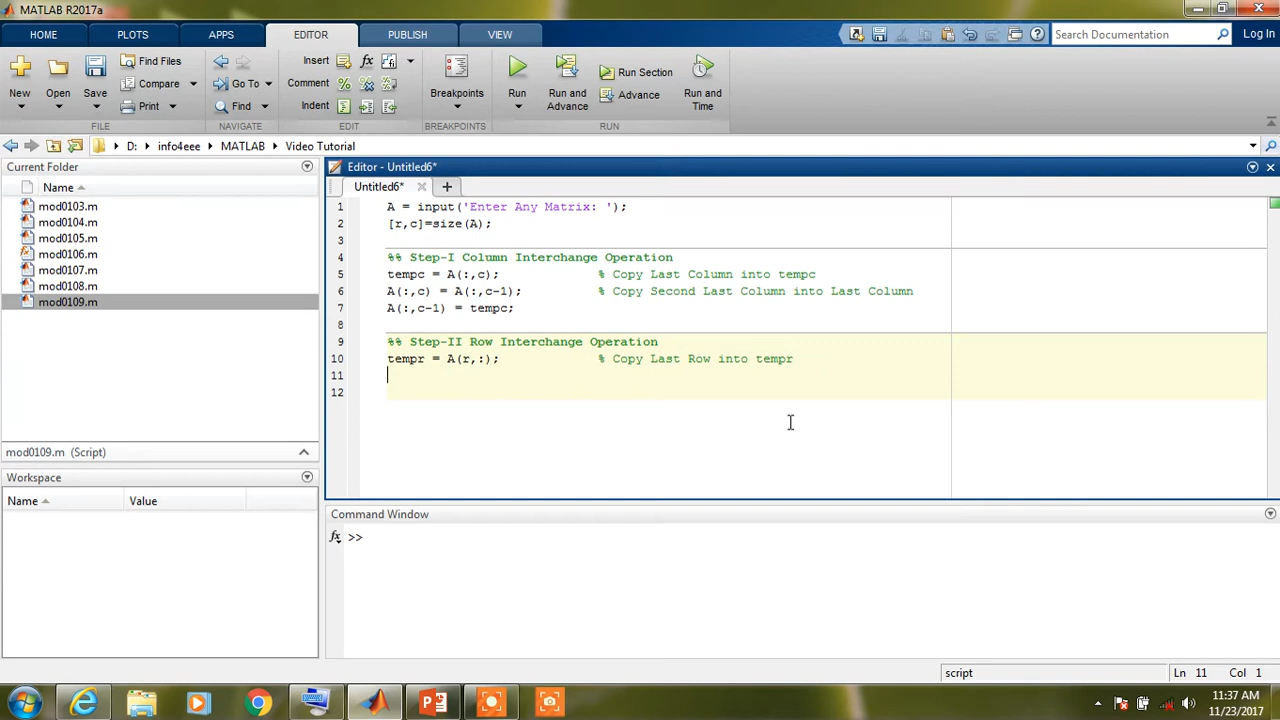 MATLAB R2017a
HOME PLOTS APPS EDITOR PUBLISH VIEW Search Documentation Log In
New Open Save Find Files Compare Print Go To Find Insert Comment Indent fx Breakpoints Run Run and Advance Run Section Advance Run and Time
FILE NAVIGATE EDIT BREAKPOINTS RUN
D: info4eee MATLAB Video Tutorial
Current Folder
Name
mod0103.m
mod0104.m
mod0105.m
mod0106.m
mod0107.m
mod0108.m
mod0109.m
mod0109.m (Script)
Workspace
Name Value
Editor - Untitled6*
Untitled6* +
1 A = input('Enter Any Matrix: ');
2 [r,c]=size(A);
3
4 %% Step-I Column Interchange Operation
5 tempc = A(:,c); % Copy Last Column into tempc
6 A(:,c) = A(:,c-1); % Copy Second Last Column into Last Column
7 A(:,c-1) = tempc;
8
9 %% Step-II Row Interchange Operation
10 tempr = A(r,:); % Copy Last Row into tempr
11
12
Command Window
fx >>
script Ln 11 Col 1
11:37 AM
11/23/2017